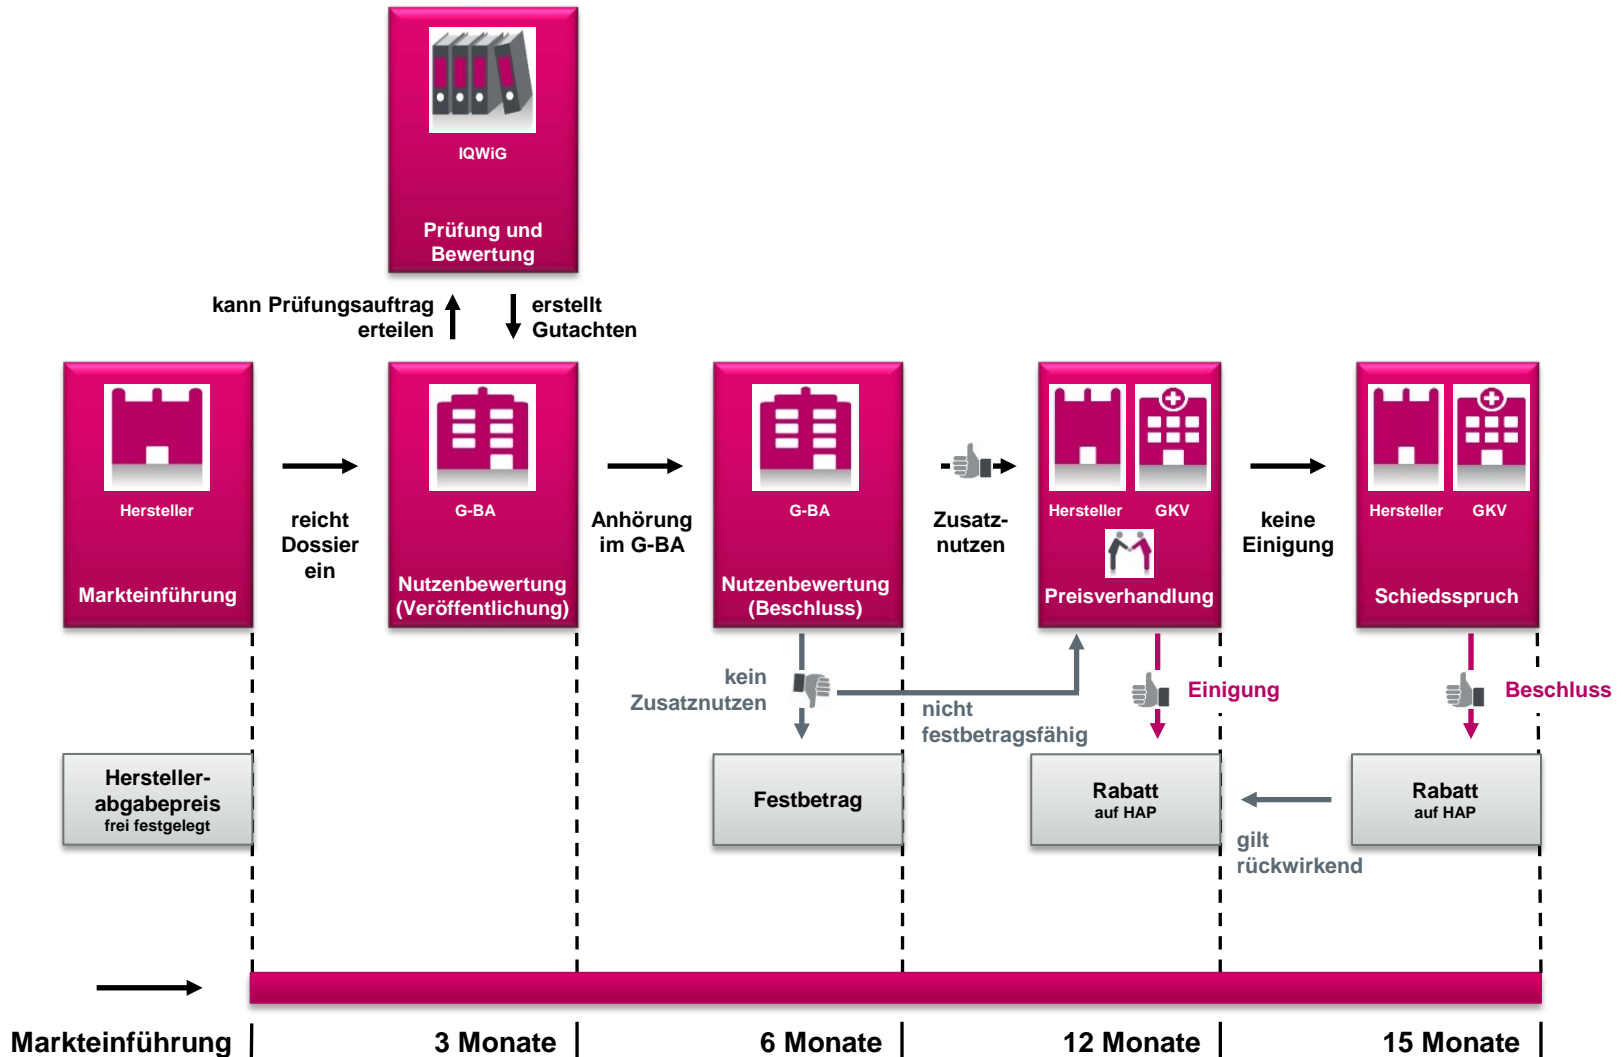 IQWiG
Prüfung und
Bewertung
kann Prüfungsauftrag
erteilen
erstellt
Gutachten
Hersteller
Markteinführung
reicht
Dossier
ein
G-BA
Nutzenbewertung
(Veröffentlichung)
Anhörung
im G-BA
G-BA
Nutzenbewertung
(Beschluss)
Zusatz-
nutzen
Hersteller
GKV
Preisverhandlung
keine
Einigung
Hersteller
GKV
Schiedsspruch
kein
Zusatznutzen
nicht
festbetragsfähig
Einigung
Beschluss
Hersteller-
abgabepreis
frei festgelegt
Festbetrag
Rabatt
auf HAP
gilt
rückwirkend
Rabatt
auf HAP
Markteinführung
3 Monate
6 Monate
12 Monate
15 Monate